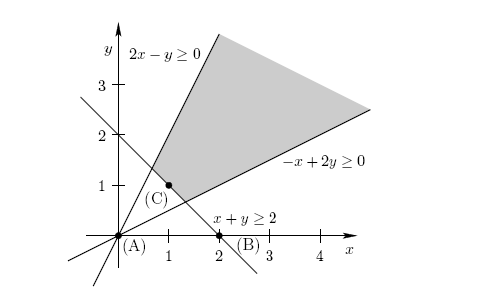 y
2x − y ≥ 0
3
2
−x + 2y ≥ 0
1
(C)
x + y ≥ 2
(A)
(B)
1
2
3
4
x